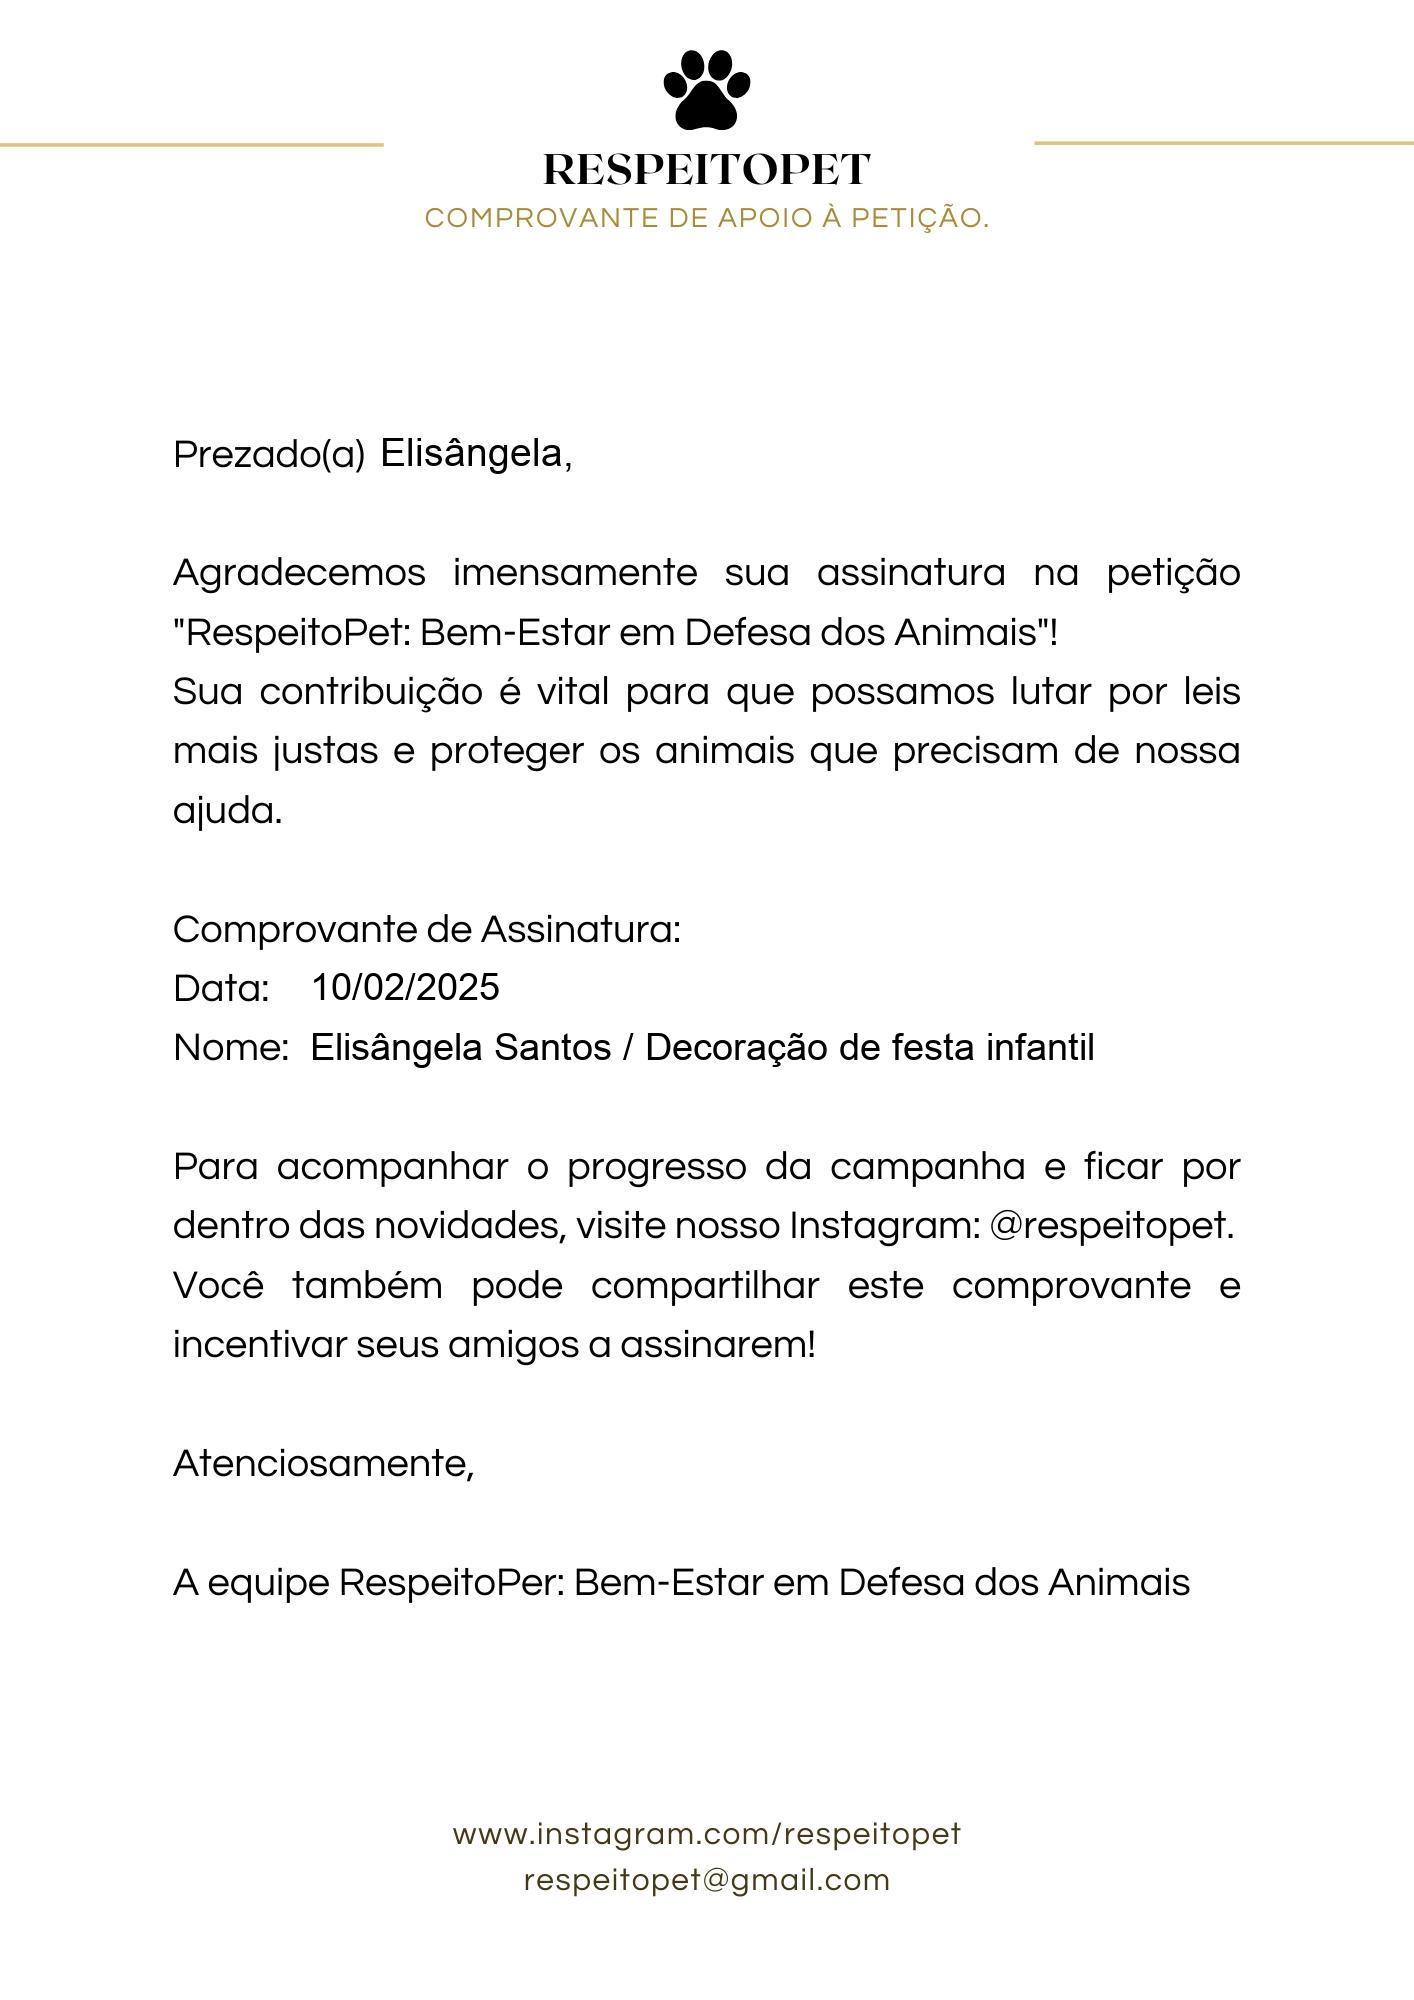 RESPEITOPET
COMPROVANTE DE APOIO À PETIÇÃO.
Prezado(a) Elisângela,
Agradecemos imensamente sua assinatura na petição
"RespeitoPet: Bem-Estar em Defesa dos Animais"!
Sua contribuição é vital para que possamos lutar por leis
mais justas e proteger os animais que precisam de nossa
ajuda.
Comprovante de Assinatura:
Data: 10/02/2025
Nome: Elisângela Santos / Decoração de festa infantil
Para acompanhar o progresso da campanha e ficar por
dentro das novidades, visite nosso Instagram: @respeitopet.
Você também pode compartilhar este comprovante e
incentivar seus amigos a assinarem!
Atenciosamente,
A equipe RespeitoPer: Bem-Estar em Defesa dos Animais
www.instagram.com/respeitopet
respeitopet@gmail.com